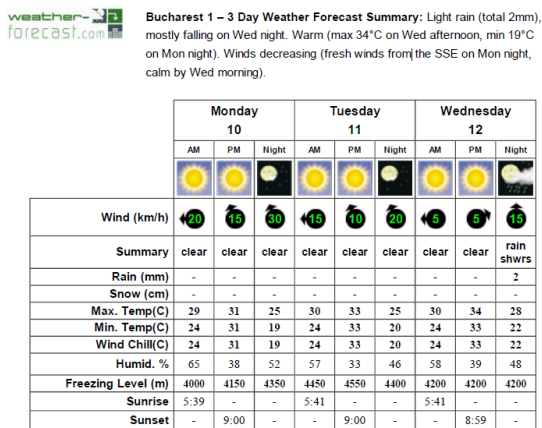 weather-
forecast.com
Bucharest 1 – 3 Day Weather Forecast Summary: Light rain (total 2mm),
mostly falling on Wed night. Warm (max 34°C on Wed afternoon, min 19°C
on Mon night). Winds decreasing (fresh winds from the SSE on Mon night,
calm by Wed morning).
Monday Tuesday Wednesday
10 11 12
AM PM Night AM PM Night AM PM Night
Wind (km/h) 20 15 30 15 10 20 5 5 15
Summary clear clear clear clear clear clear clear clear rain
shwrs
Rain (mm) - - - - - - - - 2
Snow (cm) - - - - - - - - -
Max. Temp(C) 29 31 25 30 33 25 30 34 28
Min. Temp(C) 24 31 19 24 33 20 24 33 22
Wind Chill(C) 24 31 19 24 33 20 24 33 22
Humid. % 65 38 52 57 33 46 58 39 48
Freezing Level (m) 4000 4150 4350 4450 4550 4400 4200 4200 4200
Sunrise 5:39 - - 5:41 - - 5:41 - -
Sunset - 9:00 - - 9:00 - - 8:59 -